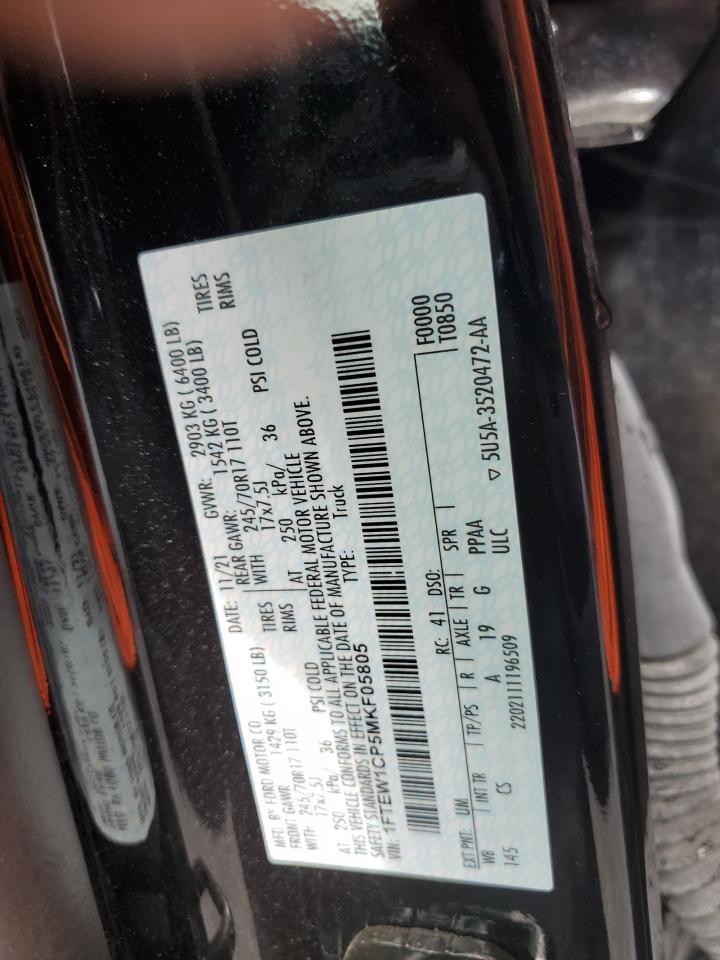 MFD BY FORD MOTOR CO. DATE: 11/21 GVWR: 2903 KG ( 6400 LB)
FRONT GAWR 1429 KG ( 3150 LB) REAR GAWR: 1542 KG ( 3400 LB)
WITH 245/70R17 110T TIRES WITH 245/70R17 110T TIRES
17x7.5J RIMS 17x7.5J RIMS
AT 250 kPa/ 36 PSI COLD AT 250 kPa/ 36 PSI COLD
THIS VEHICLE CONFORMS TO ALL APPLICABLE FEDERAL MOTOR VEHICLE
SAFETY STANDARDS IN EFFECT ON THE DATE OF MANUFACTURE SHOWN ABOVE.
VIN: 1FTEW1CP5MKF05805 TYPE: Truck
EXT PNT: UM RC: 41 DSO: F0000
WB INT TR TP/PS R AXLE TR SPR T0850
145 CS A 19 G PPAA
2202111196509 ULC ▽ 5U5A-3520472-AA